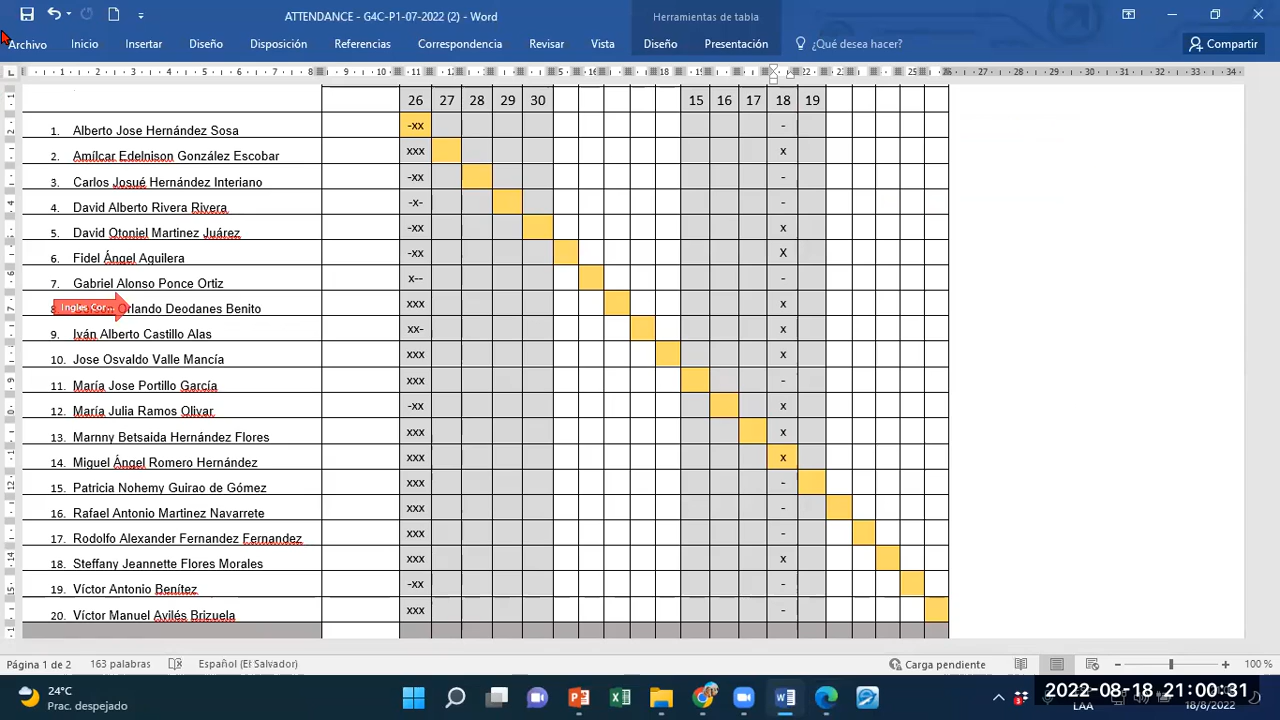 ATTENDANCE - G4C-P1-07-2022 (2) - Word
Herramientas de tabla
Archivo Inicio Insertar Diseño Disposición Referencias Correspondencia Revisar Vista Diseño Presentación ¿Qué desea hacer? Compartir
26 27 28 29 30 15 16 17 18 19
1. Alberto Jose Hernández Sosa -xx -
2. Amílcar Edelnison González Escobar xxx x
3. Carlos Josué Hernández Interiano -xx -
4. David Alberto Rivera Rivera -x- -
5. David Otoniel Martinez Juárez -xx x
6. Fidel Ángel Aguilera -xx X
7. Gabriel Alonso Ponce Ortiz x-- -
8 Ingles Cor... Orlando Deodanes Benito xxx x
9. Iván Alberto Castillo Alas xx- x
10. Jose Osvaldo Valle Mancía xxx x
11. María Jose Portillo García xxx -
12. María Julia Ramos Olivar -xx x
13. Marnny Betsaida Hernández Flores xxx x
14. Miguel Ángel Romero Hernández xxx x
15. Patricia Nohemy Guirao de Gómez xxx -
16. Rafael Antonio Martinez Navarrete xxx -
17. Rodolfo Alexander Fernandez Fernandez xxx -
18. Steffany Jeannette Flores Morales xxx x
19. Víctor Antonio Benítez -xx -
20. Víctor Manuel Avilés Brizuela xxx -
Página 1 de 2 163 palabras Español (El Salvador) Carga pendiente 100 %
24°C
Prac. despejado
2022-08-18 21:00:31
LAA 18/8/2022